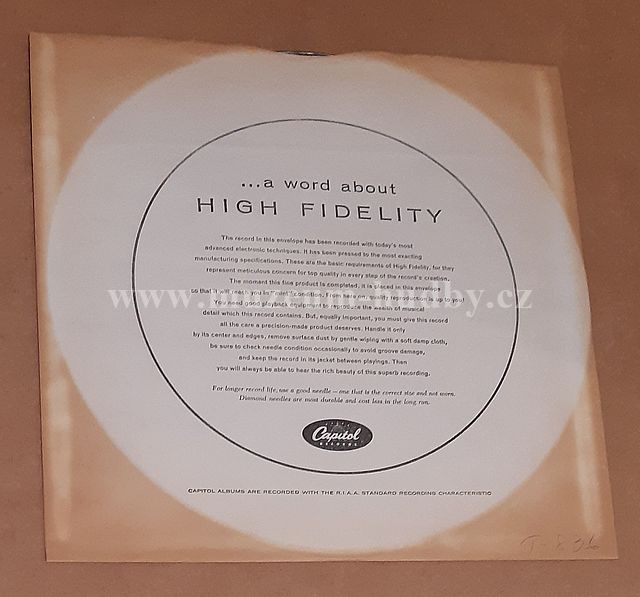 ...a word about
HIGH FIDELITY
The record in this envelope has been recorded with today's most
advanced electronic techniques. It has been pressed to the most exacting
manufacturing specifications. These are the basic requirements of High Fidelity, for they
represent meticulous concern for top quality in every step of the record's creation.
The moment this fine product is completed, it is placed in this envelope
so that it will reach you in "mint" condition. From here on, quality reproduction is up to you!
You need good playback equipment to reproduce the wealth of musical
detail which this record contains. But, equally important, you must give this record
all the care a precision-made product deserves. Handle it only
by its center and edges, remove surface dust by gentle wiping with a soft damp cloth,
be sure to check needle condition occasionally to avoid groove damage,
and keep the record in its jacket between playings. Then
you will always be able to hear the rich beauty of this superb recording.
For longer record life, use a good needle—one that is the correct size and not worn.
Diamond needles are most durable and cost less in the long run.
Capitol
RECORDS
CAPITOL ALBUMS ARE RECORDED WITH THE R.I.A.A. STANDARD RECORDING CHARACTERISTIC
T-836